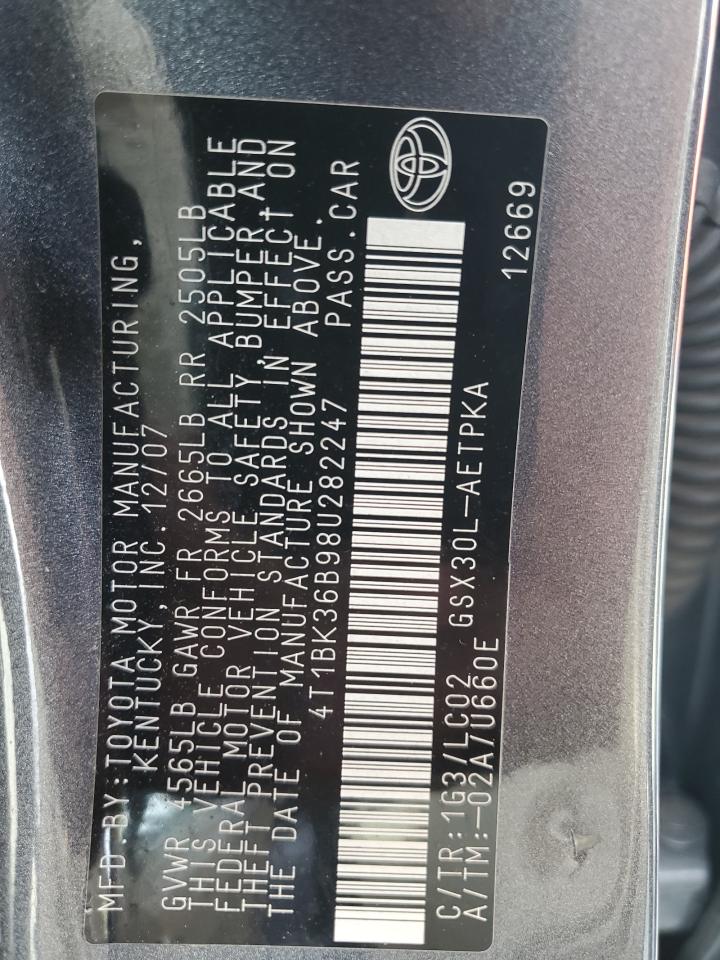 MFD.BY:TOYOTA MOTOR MANUFACTURING,
KENTUCKY, INC. 12/07
GVWR 4565LB GAWR FR 2665LB RR 2505LB
THIS VEHICLE CONFORMS TO ALL APPLICABLE
FEDERAL MOTOR VEHICLE SAFETY, BUMPER, AND
THEFT PREVENTION STANDARDS IN EFFECT ON
THE DATE OF MANUFACTURE SHOWN ABOVE.
4T1BK36B98U282247 PASS.CAR
C/TR:1G3/LC02 GSX30L-AETPKA
A/TM:-02A/U660E 12669